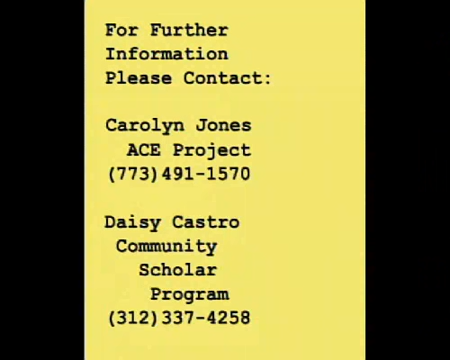 For Further
Information
Please Contact:
Carolyn Jones
ACE Project
(773)491-1570
Daisy Castro
Community
Scholar
Program
(312)337-4258